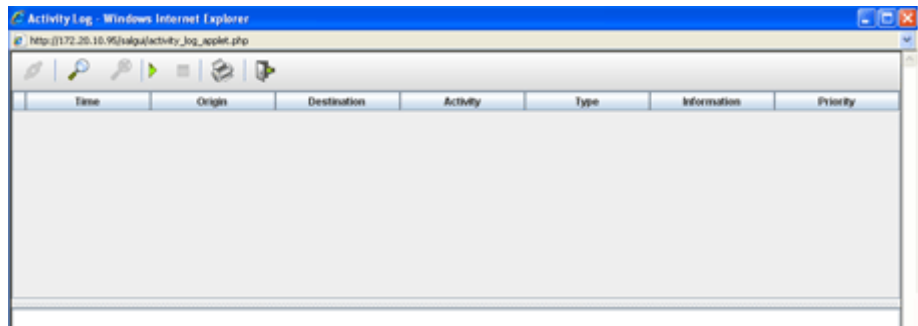 Activity Log - Windows Internet Explorer
http://172.20.10.95/salgui/activity_log_applet.php
Time Origin Destination Activity Type Information Priority